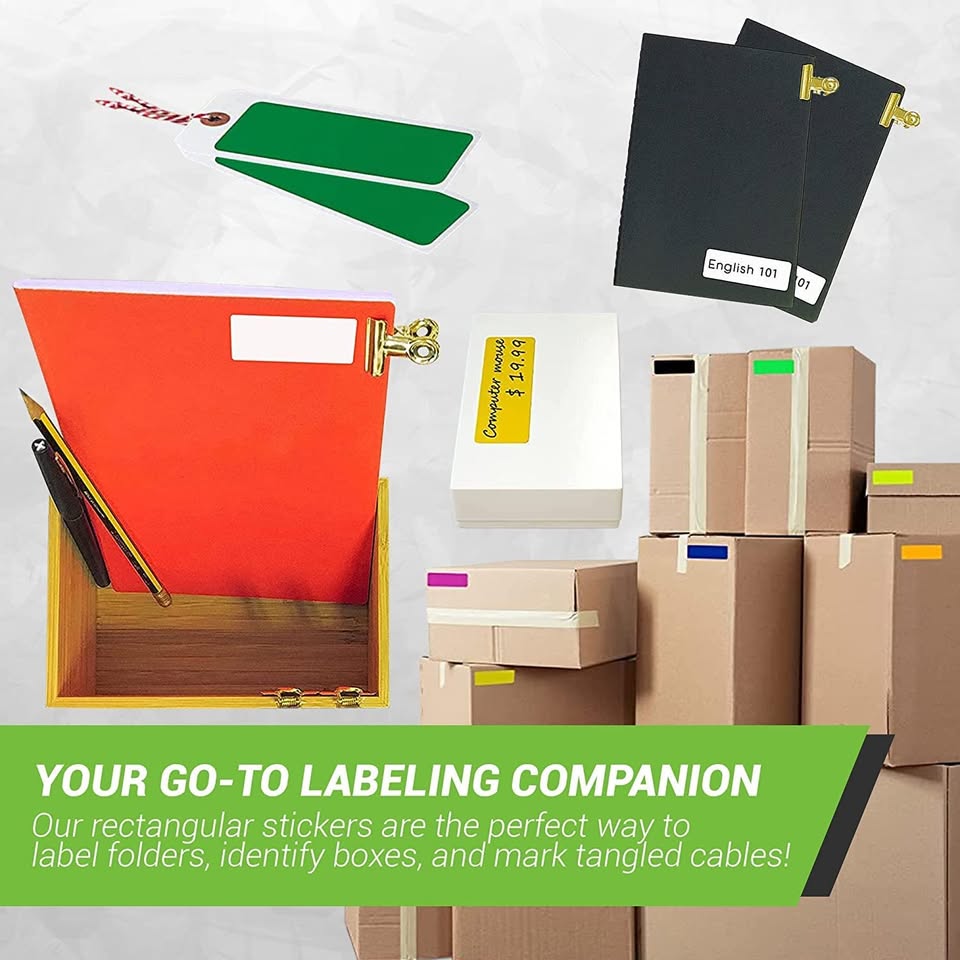 English 101
01
Computer mouse
$ 19.99
YOUR GO-TO LABELING COMPANION
Our rectangular stickers are the perfect way to
label folders, identify boxes, and mark tangled cables!